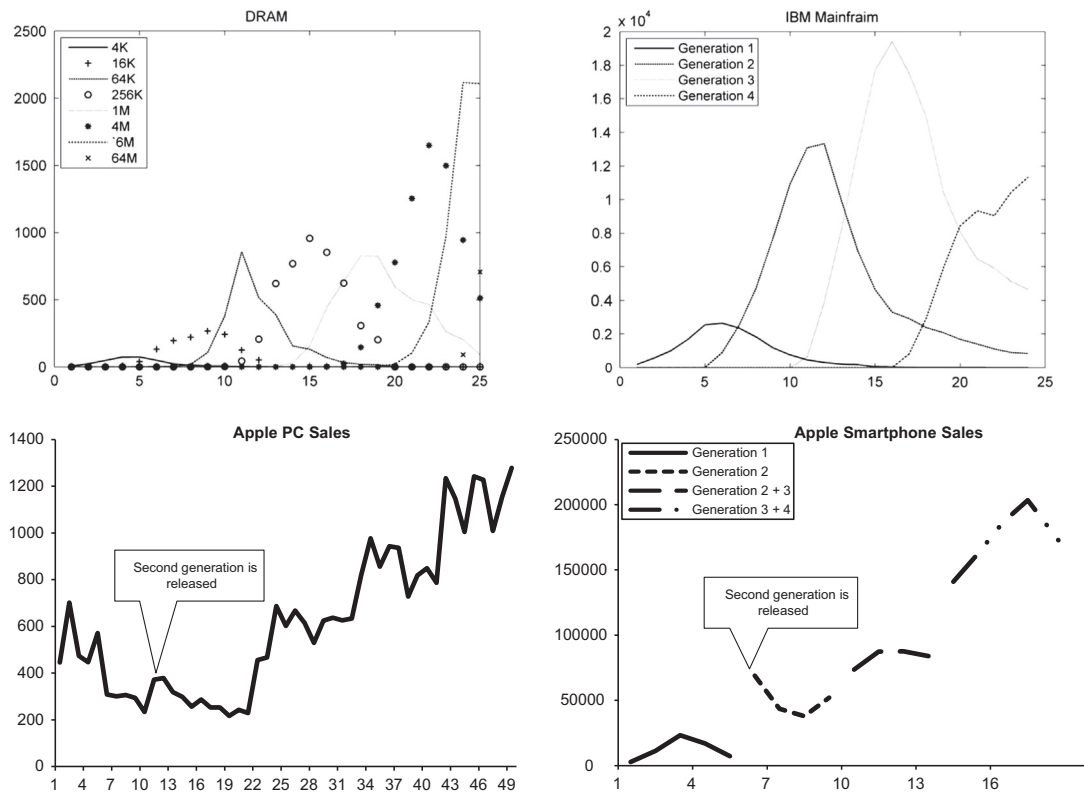 DRAM
2500
2000
1500
1000
500
0
0 5 10 15 20 25
4K
16K
64K
256K
1M
4M
`6M
64M
IBM Mainfraim
x 10⁴
2
1.8
1.6
1.4
1.2
1
0.8
0.6
0.4
0.2
0
0 5 10 15 20 25
Generation 1
Generation 2
Generation 3
Generation 4
Apple PC Sales
1400
1200
1000
800
600
400
200
0
1 4 7 10 13 16 19 22 25 28 31 34 37 40 43 46 49
Second generation is
released
Apple Smartphone Sales
250000
200000
150000
100000
50000
0
1 4 7 10 13 16
Generation 1
Generation 2
Generation 2 + 3
Generation 3 + 4
Second generation is
released